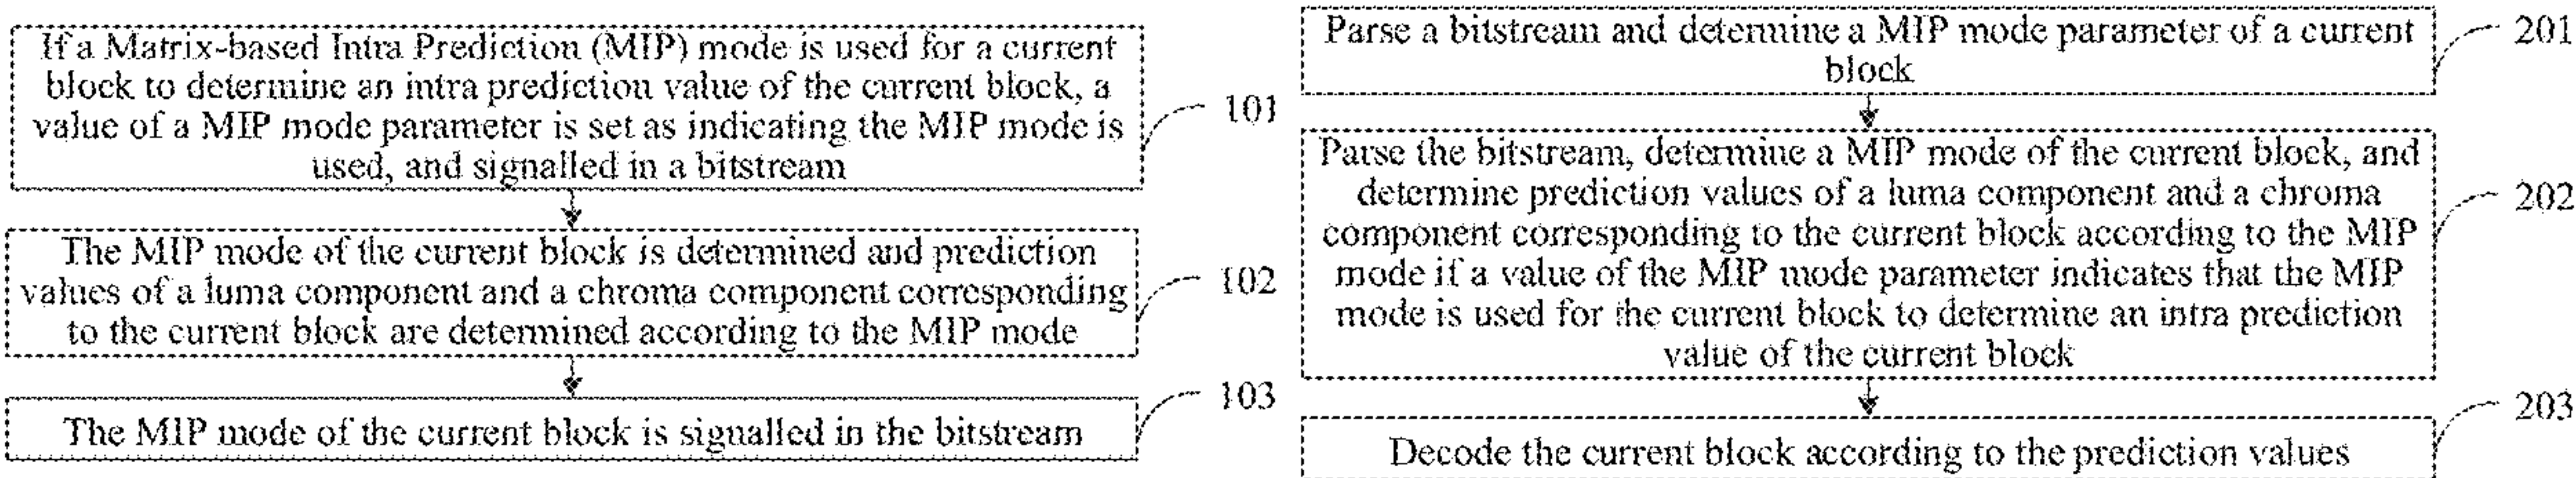 If a Matrix-based Intra Prediction (MIP) mode is used for a current
block to determine an intra prediction value of the current block, a
value of a MIP mode parameter is set as indicating the MIP mode is
used, and signalled in a bitstream
101
The MIP mode of the current block is determined and prediction
values of a luma component and a chroma component corresponding
to the current block are determined according to the MIP mode
102
The MIP mode of the current block is signalled in the bitstream
103
Parse a bitstream and determine a MIP mode parameter of a current
block
201
Parse the bitstream, determine a MIP mode of the current block, and
determine prediction values of a luma component and a chroma
component corresponding to the current block according to the MIP
mode if a value of the MIP mode parameter indicates that the MIP
mode is used for the current block to determine an intra prediction
value of the current block
202
Decode the current block according to the prediction values
203